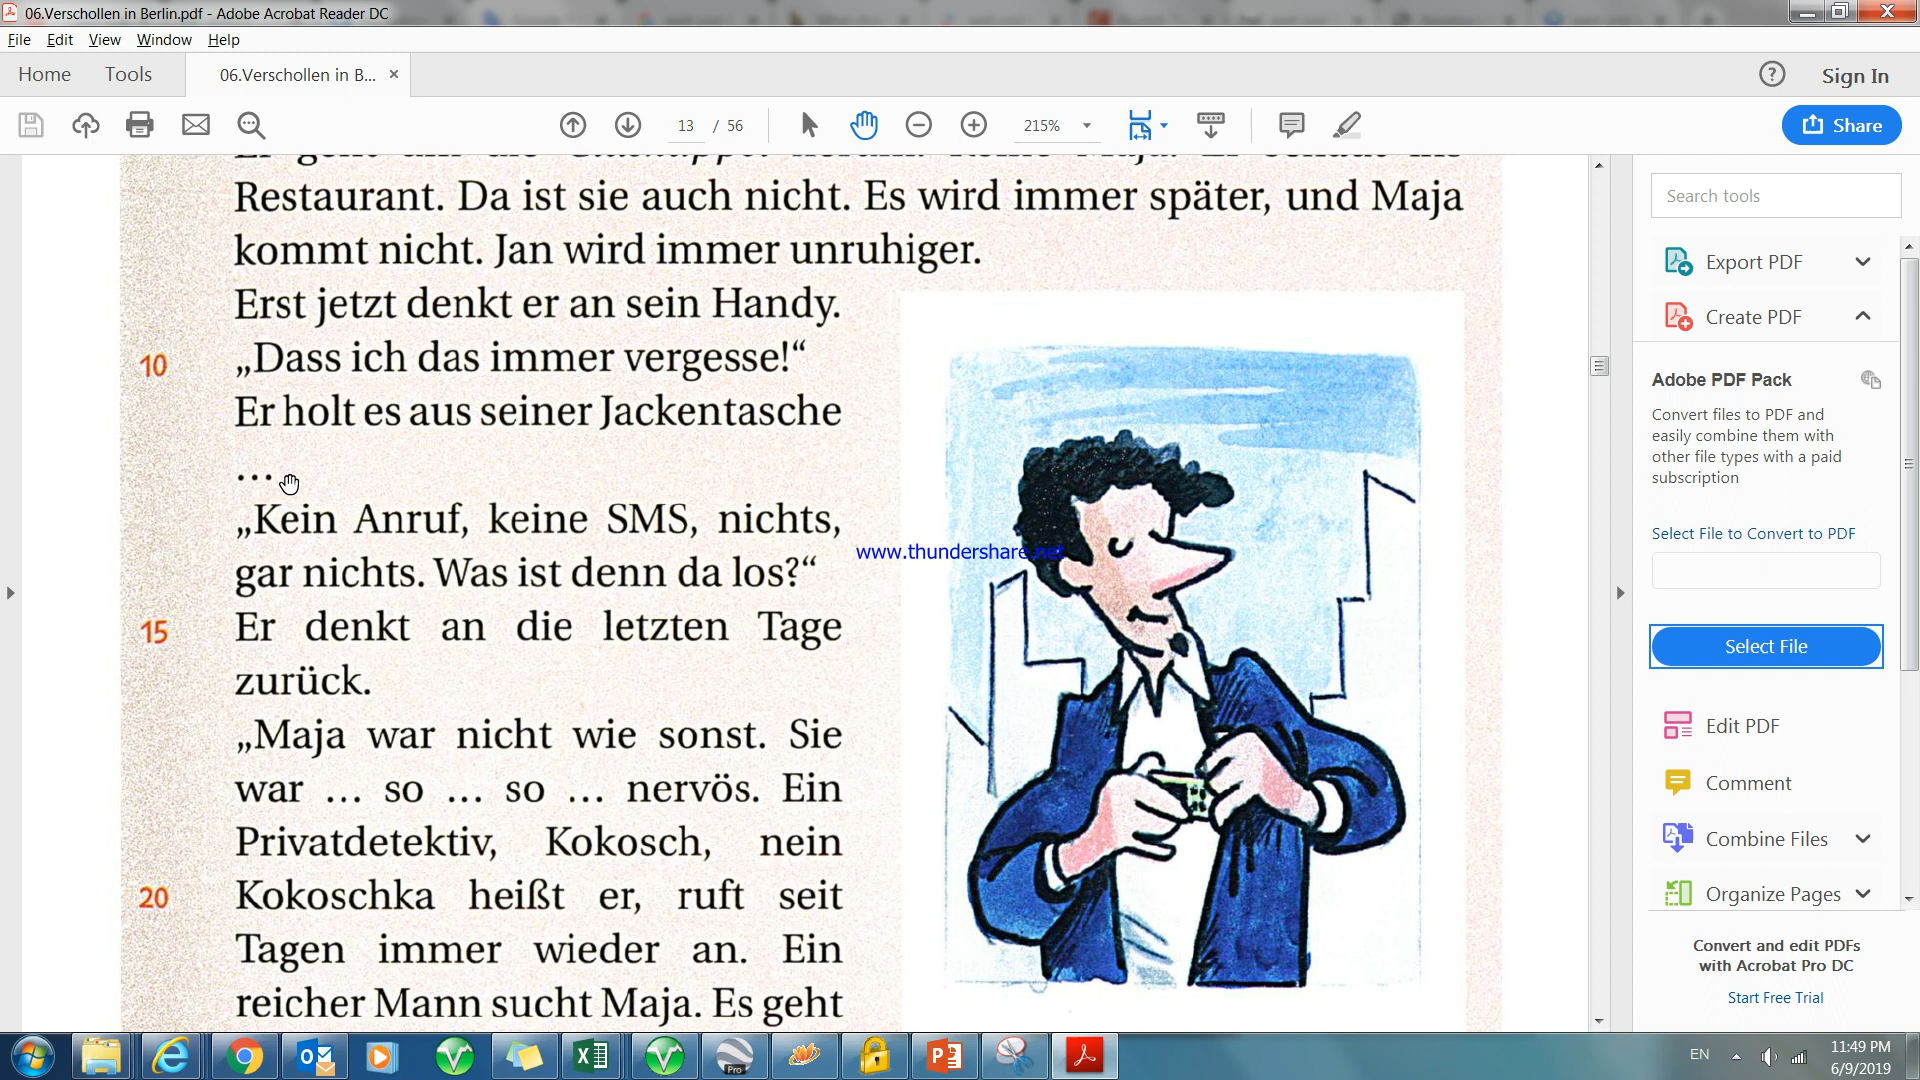 06.Verschollen in Berlin.pdf - Adobe Acrobat Reader DC
File Edit View Window Help
Home Tools 06.Verschollen in B... × Sign In
13 / 56 215% Share
Restaurant. Da ist sie auch nicht. Es wird immer später, und Maja
kommt nicht. Jan wird immer unruhiger.
Erst jetzt denkt er an sein Handy.
10 „Dass ich das immer vergesse!“
Er holt es aus seiner Jackentasche
…
„Kein Anruf, keine SMS, nichts,
gar nichts. Was ist denn da los?“
15 Er denkt an die letzten Tage
zurück.
„Maja war nicht wie sonst. Sie
war … so … so … nervös. Ein
Privatdetektiv, Kokosch, nein
20 Kokoschka heißt er, ruft seit
Tagen immer wieder an. Ein
reicher Mann sucht Maja. Es geht
www.thundershare.net
Search tools
Export PDF
Create PDF
Adobe PDF Pack
Convert files to PDF and
easily combine them with
other file types with a paid
subscription
Select File to Convert to PDF
Select File
Edit PDF
Comment
Combine Files
Organize Pages
Convert and edit PDFs
with Acrobat Pro DC
Start Free Trial
Pro
EN 11:49 PM
6/9/2019